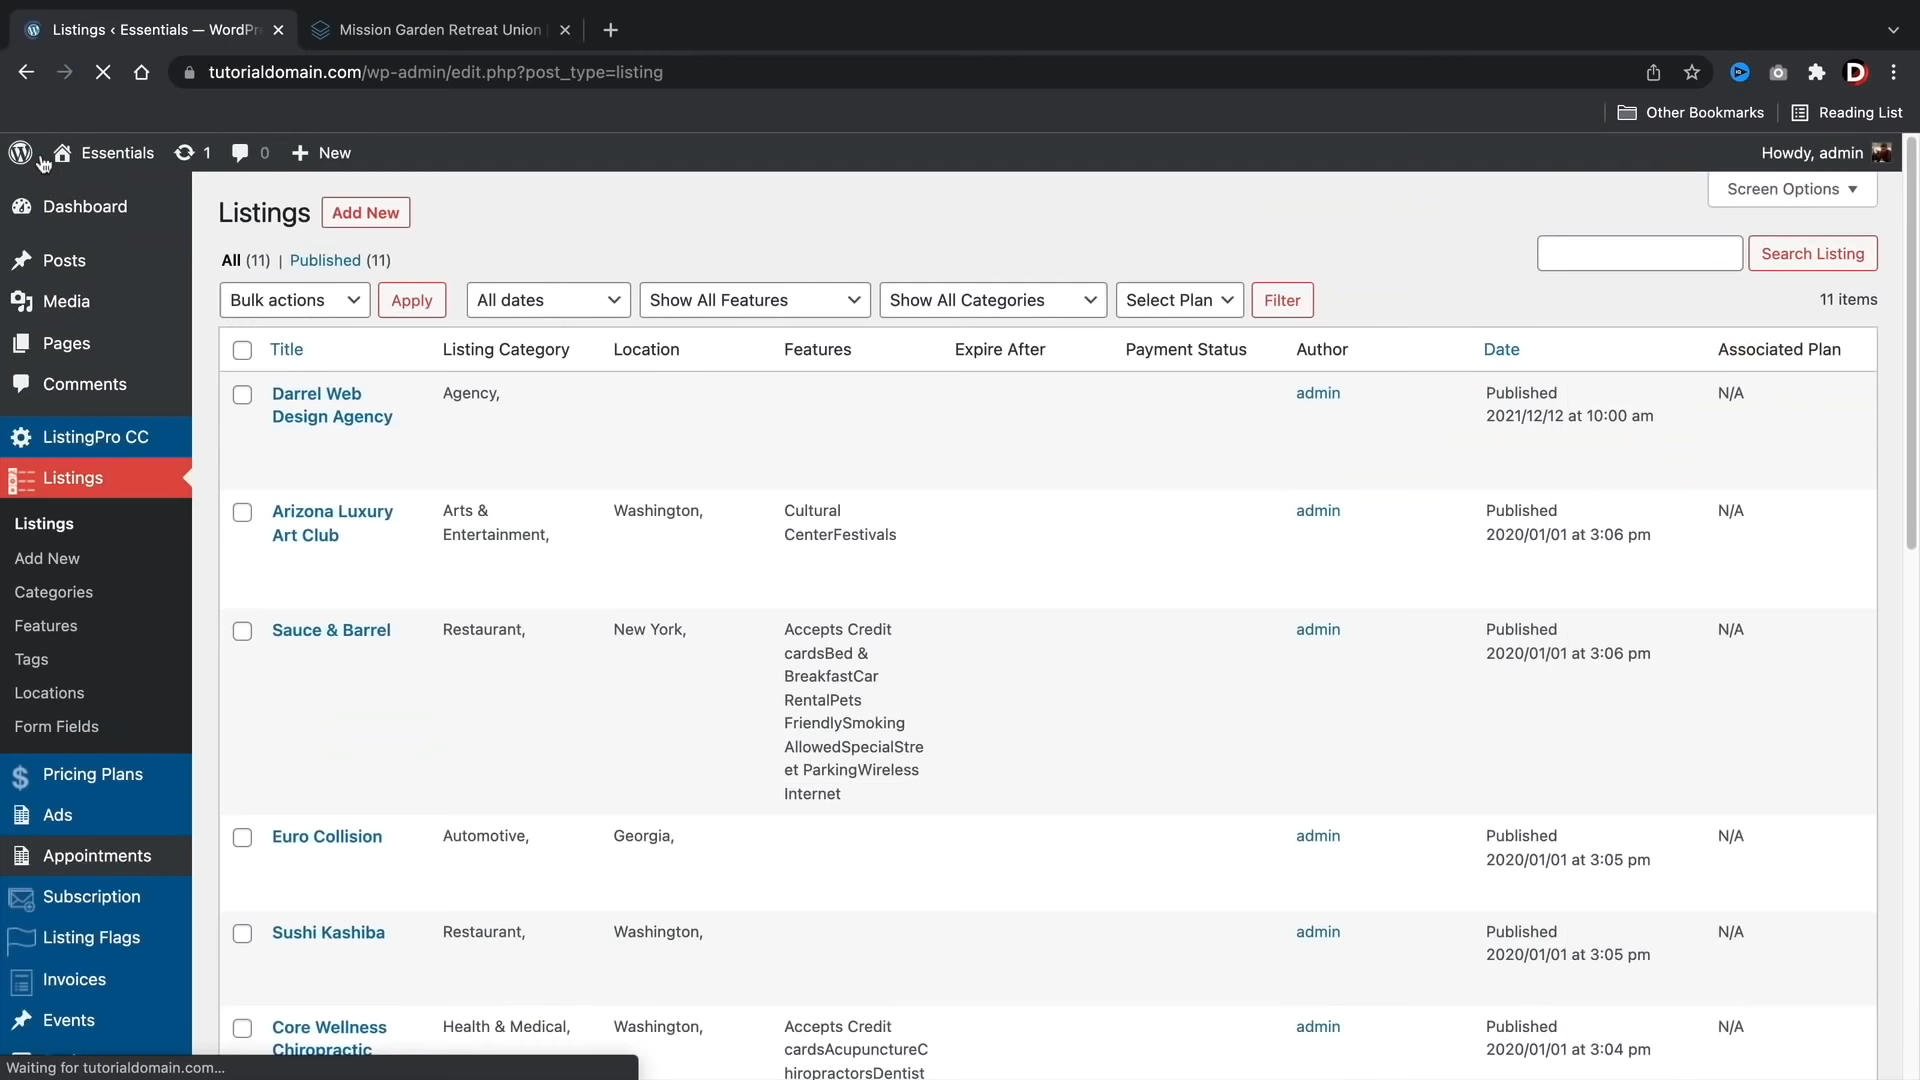 Listings ‹ Essentials — WordPr
Mission Garden Retreat Union
tutorialdomain.com/wp-admin/edit.php?post_type=listing
Other Bookmarks
Reading List
Essentials
1
0
New
Howdy, admin
Dashboard
Posts
Media
Pages
Comments
ListingPro CC
Listings
Listings
Add New
Categories
Features
Tags
Locations
Form Fields
Pricing Plans
Ads
Appointments
Subscription
Listing Flags
Invoices
Events
Waiting for tutorialdomain.com...
Screen Options
Listings Add New
All (11) | Published (11)
Search Listing
Bulk actions Apply All dates Show All Features Show All Categories Select Plan Filter
11 items
Title Listing Category Location Features Expire After Payment Status Author Date Associated Plan
Darrel Web
Design Agency
Agency,
admin
Published
2021/12/12 at 10:00 am
N/A
Arizona Luxury
Art Club
Arts &
Entertainment,
Washington,
Cultural
CenterFestivals
admin
Published
2020/01/01 at 3:06 pm
N/A
Sauce & Barrel
Restaurant,
New York,
Accepts Credit
cardsBed &
BreakfastCar
RentalPets
FriendlySmoking
AllowedSpecialStre
et ParkingWireless
Internet
admin
Published
2020/01/01 at 3:06 pm
N/A
Euro Collision
Automotive,
Georgia,
admin
Published
2020/01/01 at 3:05 pm
N/A
Sushi Kashiba
Restaurant,
Washington,
admin
Published
2020/01/01 at 3:05 pm
N/A
Core Wellness
Chiropractic
Health & Medical,
Washington,
Accepts Credit
cardsAcupunctureC
hiropractorsDentist
admin
Published
2020/01/01 at 3:04 pm
N/A